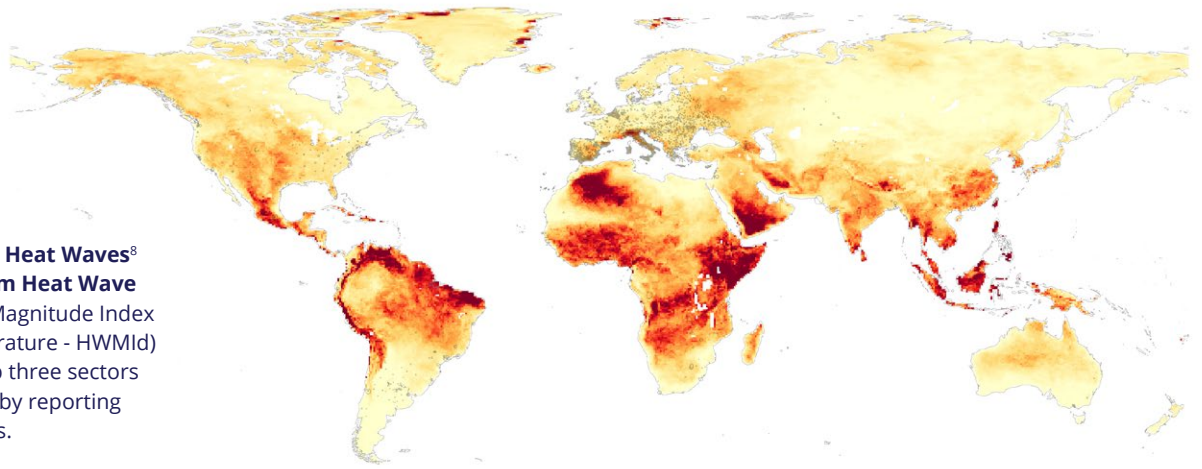 Heat Waves⁸
m Heat Wave
Magnitude Index
rature - HWMId)
o three sectors
by reporting
s.